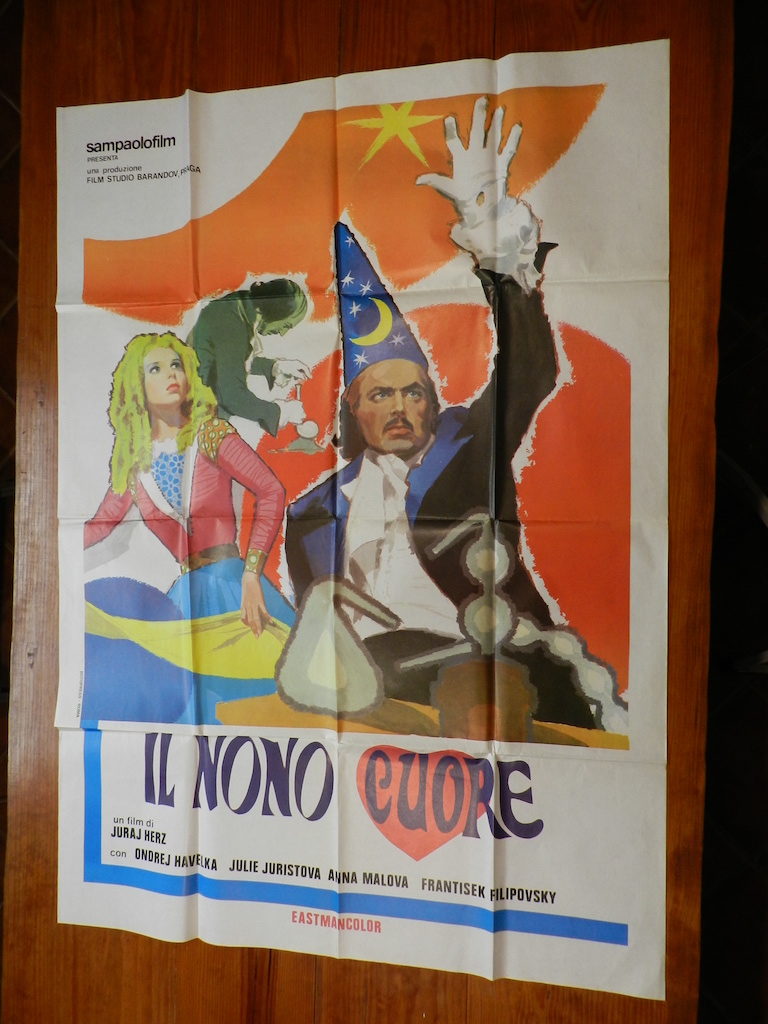 sampaolofilm
PRESENTA
una produzione
FILM STUDIO BARANDOV, PRAGA
IL NONO CUORE
un film di
JURAJ HERZ
con ONDREJ HAVELKA JULIE JURISTOVA ANNA MALOVA FRANTISEK FILIPOVSKY
EASTMANCOLOR